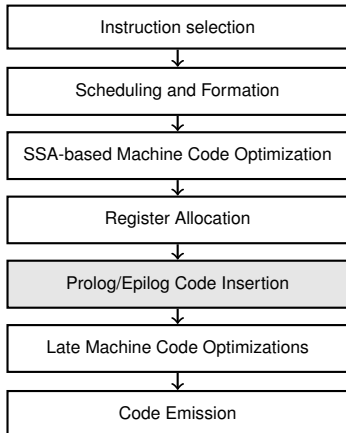 Instruction selection
Scheduling and Formation
SSA-based Machine Code Optimization
Register Allocation
Prolog/Epilog Code Insertion
Late Machine Code Optimizations
Code Emission